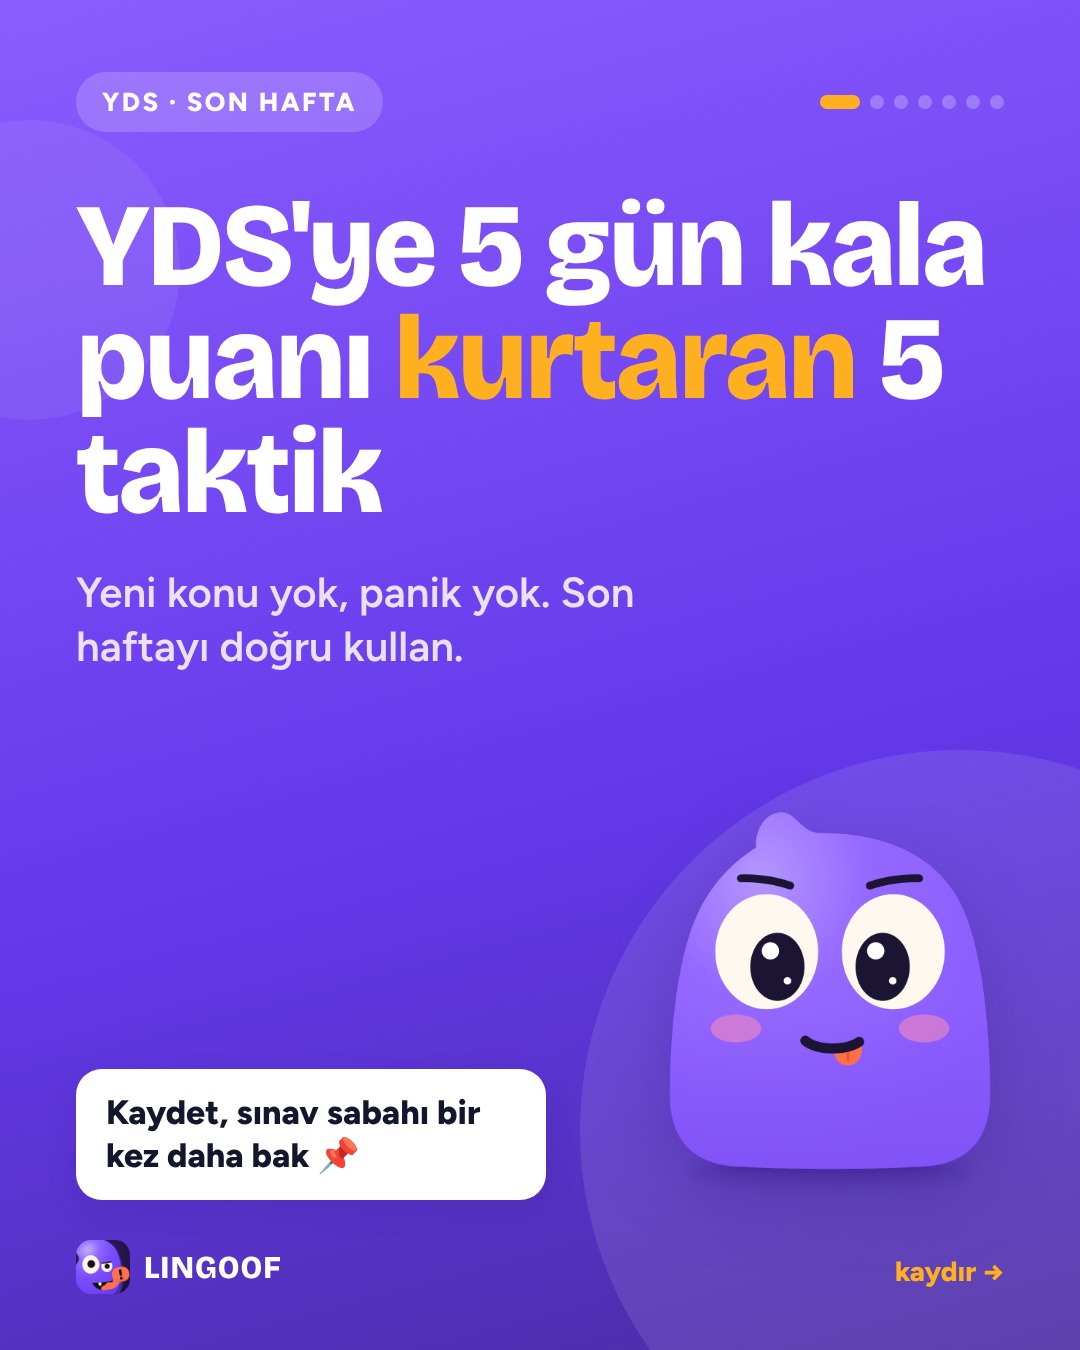 YDS · SON HAFTA
YDS'ye 5 gün kala
puanı kurtaran 5
taktik
Yeni konu yok, panik yok. Son
haftayı doğru kullan.
Kaydet, sınav sabahı bir
kez daha bak 📌
LINGOOF
kaydır →